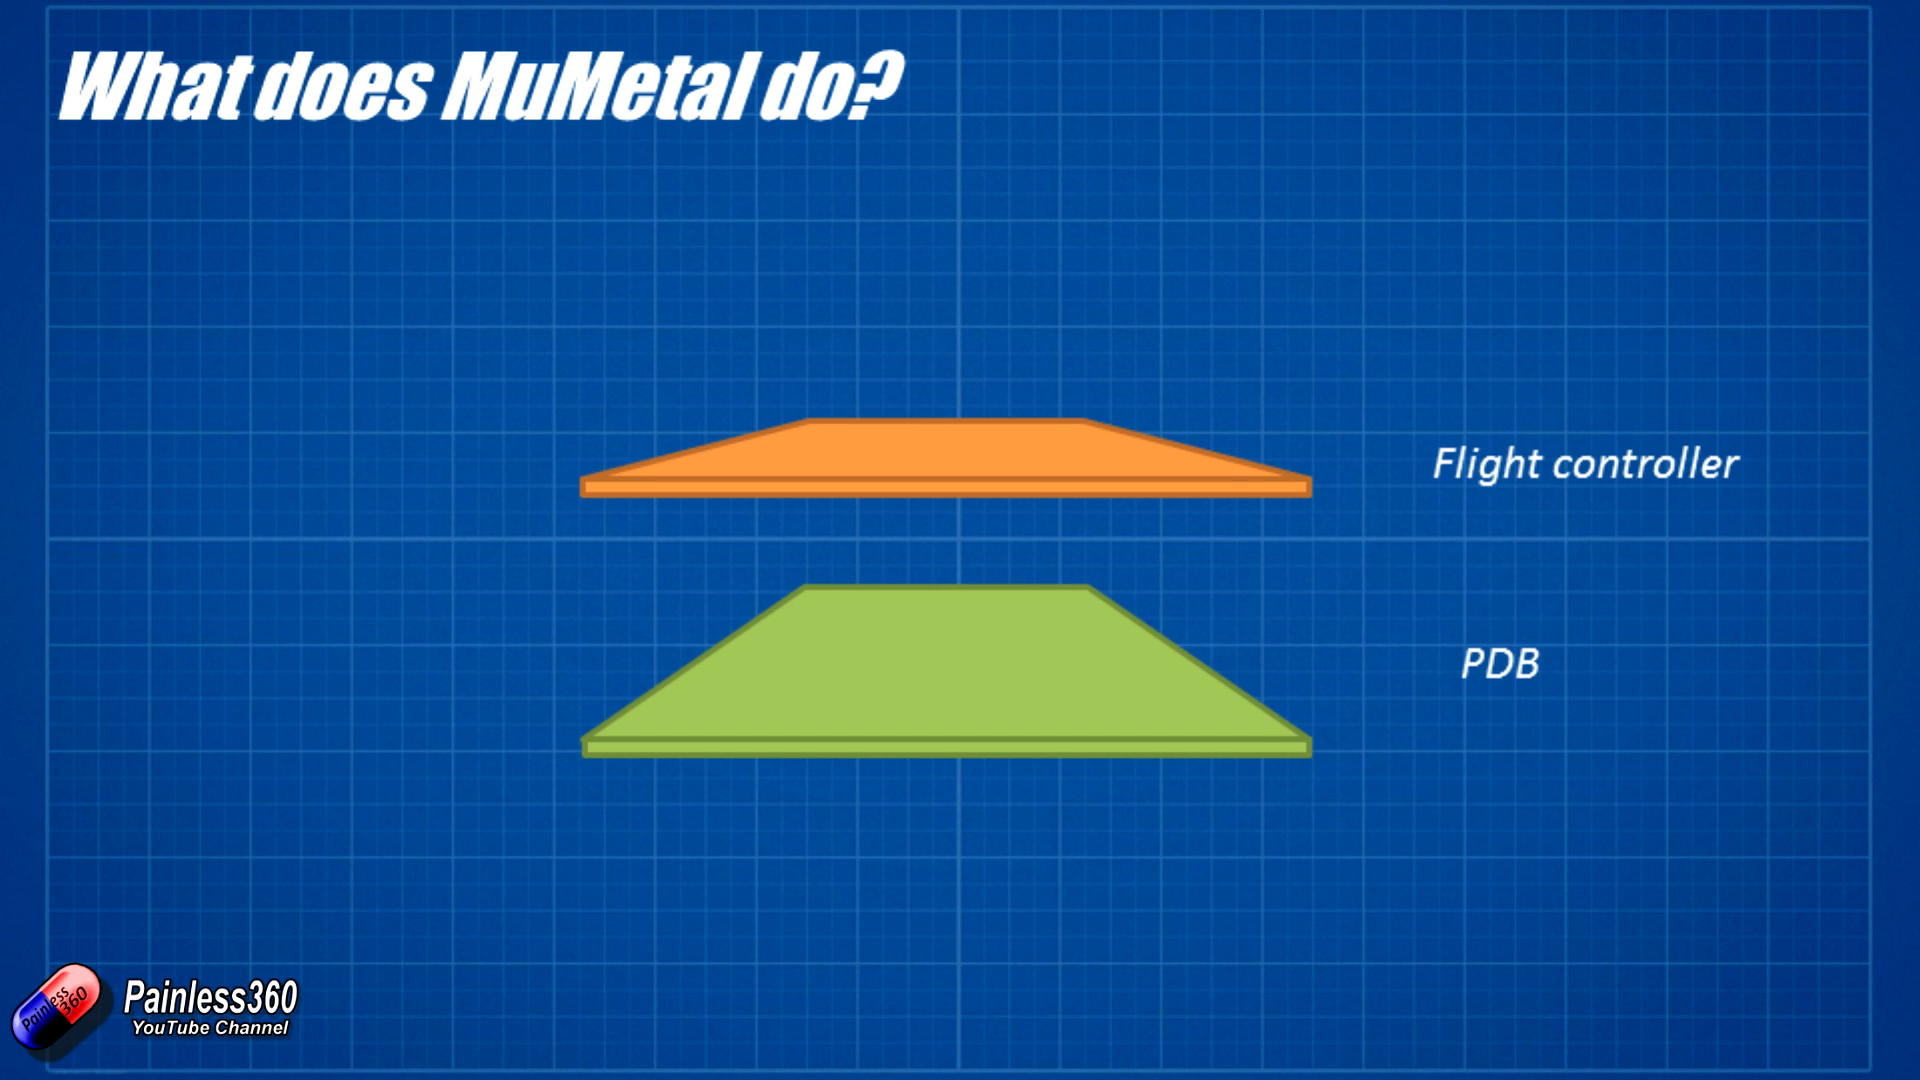 What does MuMetal do?
Flight controller
PDB
Painless360
Painless360
YouTube Channel